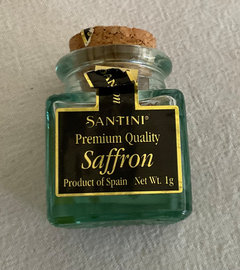 SANTINI®
Premium Quality
Saffron
Product of Spain Net Wt. 1g